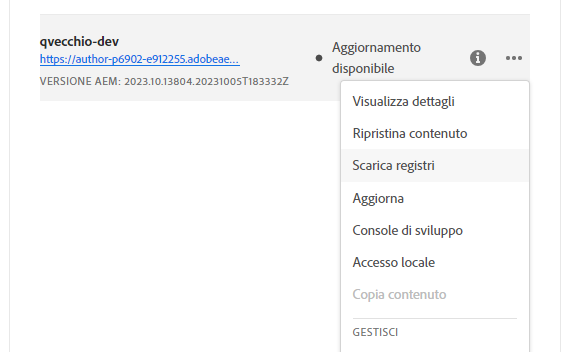 qvecchio-dev
https://author-p6902-e912255.adobeae...
VERSIONE AEM: 2023.10.13804.20231005T183332Z
Aggiornamento
disponibile
Visualizza dettagli
Ripristina contenuto
Scarica registri
Aggiorna
Console di sviluppo
Accesso locale
Copia contenuto
GESTISCI